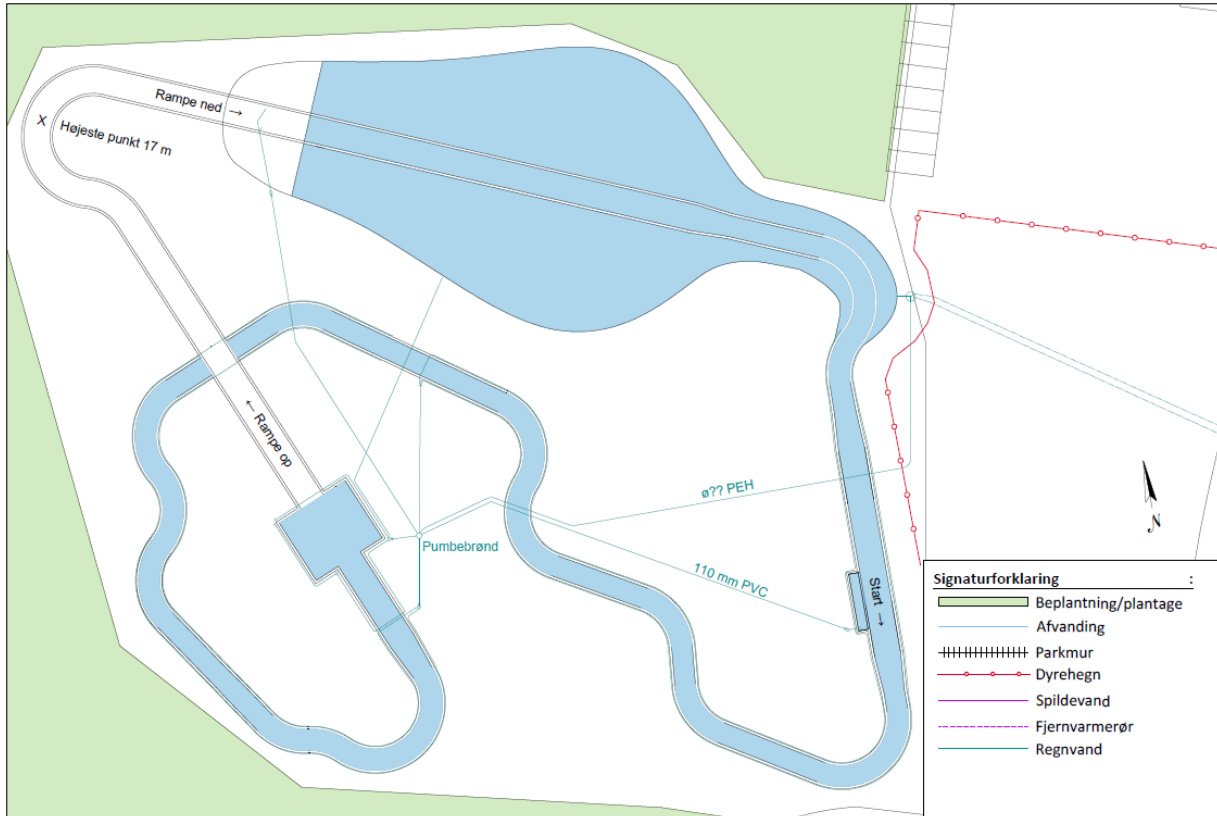 Rampe ned →
X
Højeste punkt 17 m
← Rampe op
ø?? PEH
Pumbebrønd
110 mm PVC
Start →
N
Signaturforklaring :
Beplantning/plantage
Afvanding
Parkmur
Dyrehegn
Spildevand
Fjernvarmerør
Regnvand